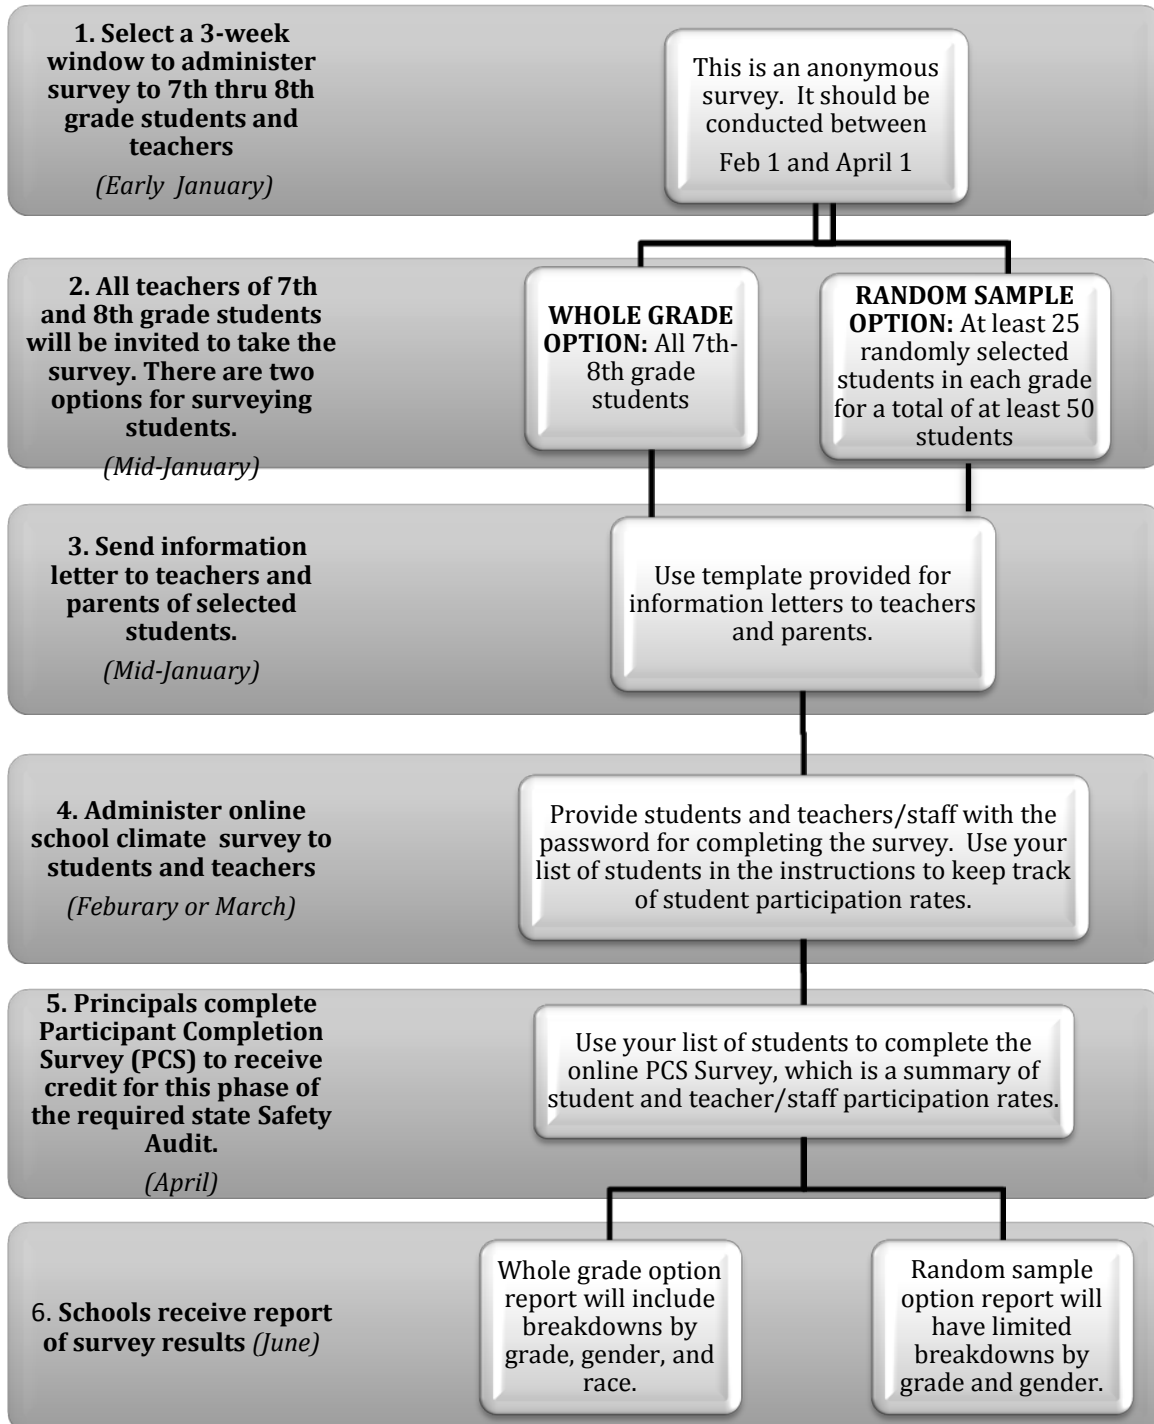 1. Select a 3-week
window to administer
survey to 7th thru 8th
grade students and
teachers
(Early January)
This is an anonymous
survey. It should be
conducted between
Feb 1 and April 1
2. All teachers of 7th
and 8th grade students
will be invited to take the
survey. There are two
options for surveying
students.
(Mid-January)
WHOLE GRADE
OPTION: All 7th-
8th grade
students
RANDOM SAMPLE
OPTION: At least 25
randomly selected
students in each grade
for a total of at least 50
students
3. Send information
letter to teachers and
parents of selected
students.
(Mid-January)
Use template provided for
information letters to teachers
and parents.
4. Administer online
school climate survey to
students and teachers
(Feburary or March)
Provide students and teachers/staff with the
password for completing the survey. Use your
list of students in the instructions to keep track
of student participation rates.
5. Principals complete
Participant Completion
Survey (PCS) to receive
credit for this phase of
the required state Safety
Audit.
(April)
Use your list of students to complete the
online PCS Survey, which is a summary of
student and teacher/staff participation rates.
6. Schools receive report
of survey results (June)
Whole grade option
report will include
breakdowns by
grade, gender, and
race.
Random sample
option report will
have limited
breakdowns by
grade and gender.